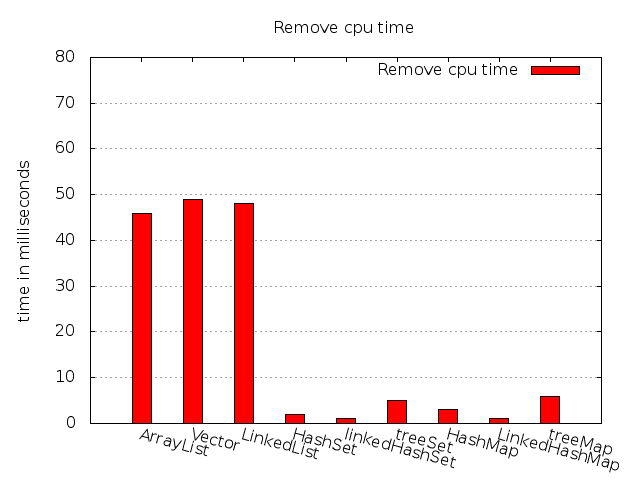 Remove cpu time
Remove cpu time
80
70
60
50
40
30
20
10
0
time in milliseconds
ArrayList
Vector
LinkedList
HashSet
linkedHashSet
treeSet
HashMap
LinkedHashMap
treeMap